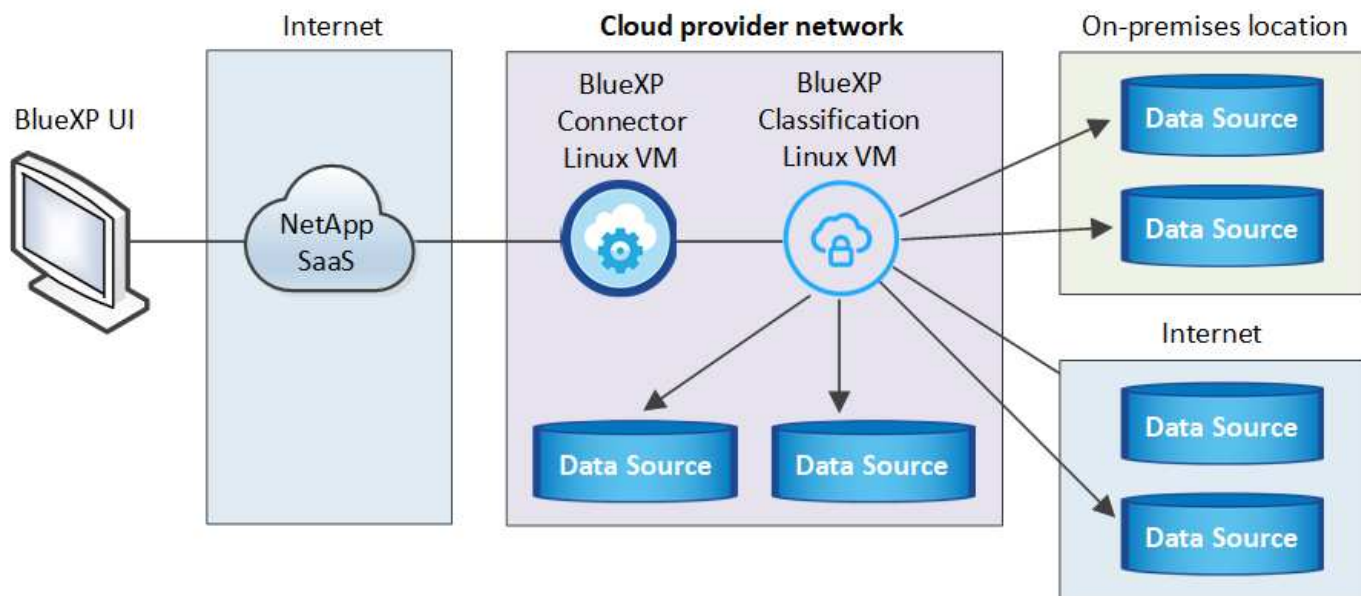 Internet
Cloud provider network
On-premises location
BlueXP UI
NetApp
SaaS
BlueXP
Connector
Linux VM
BlueXP
Classification
Linux VM
Data Source
Data Source
Data Source
Data Source
Internet
Data Source
Data Source